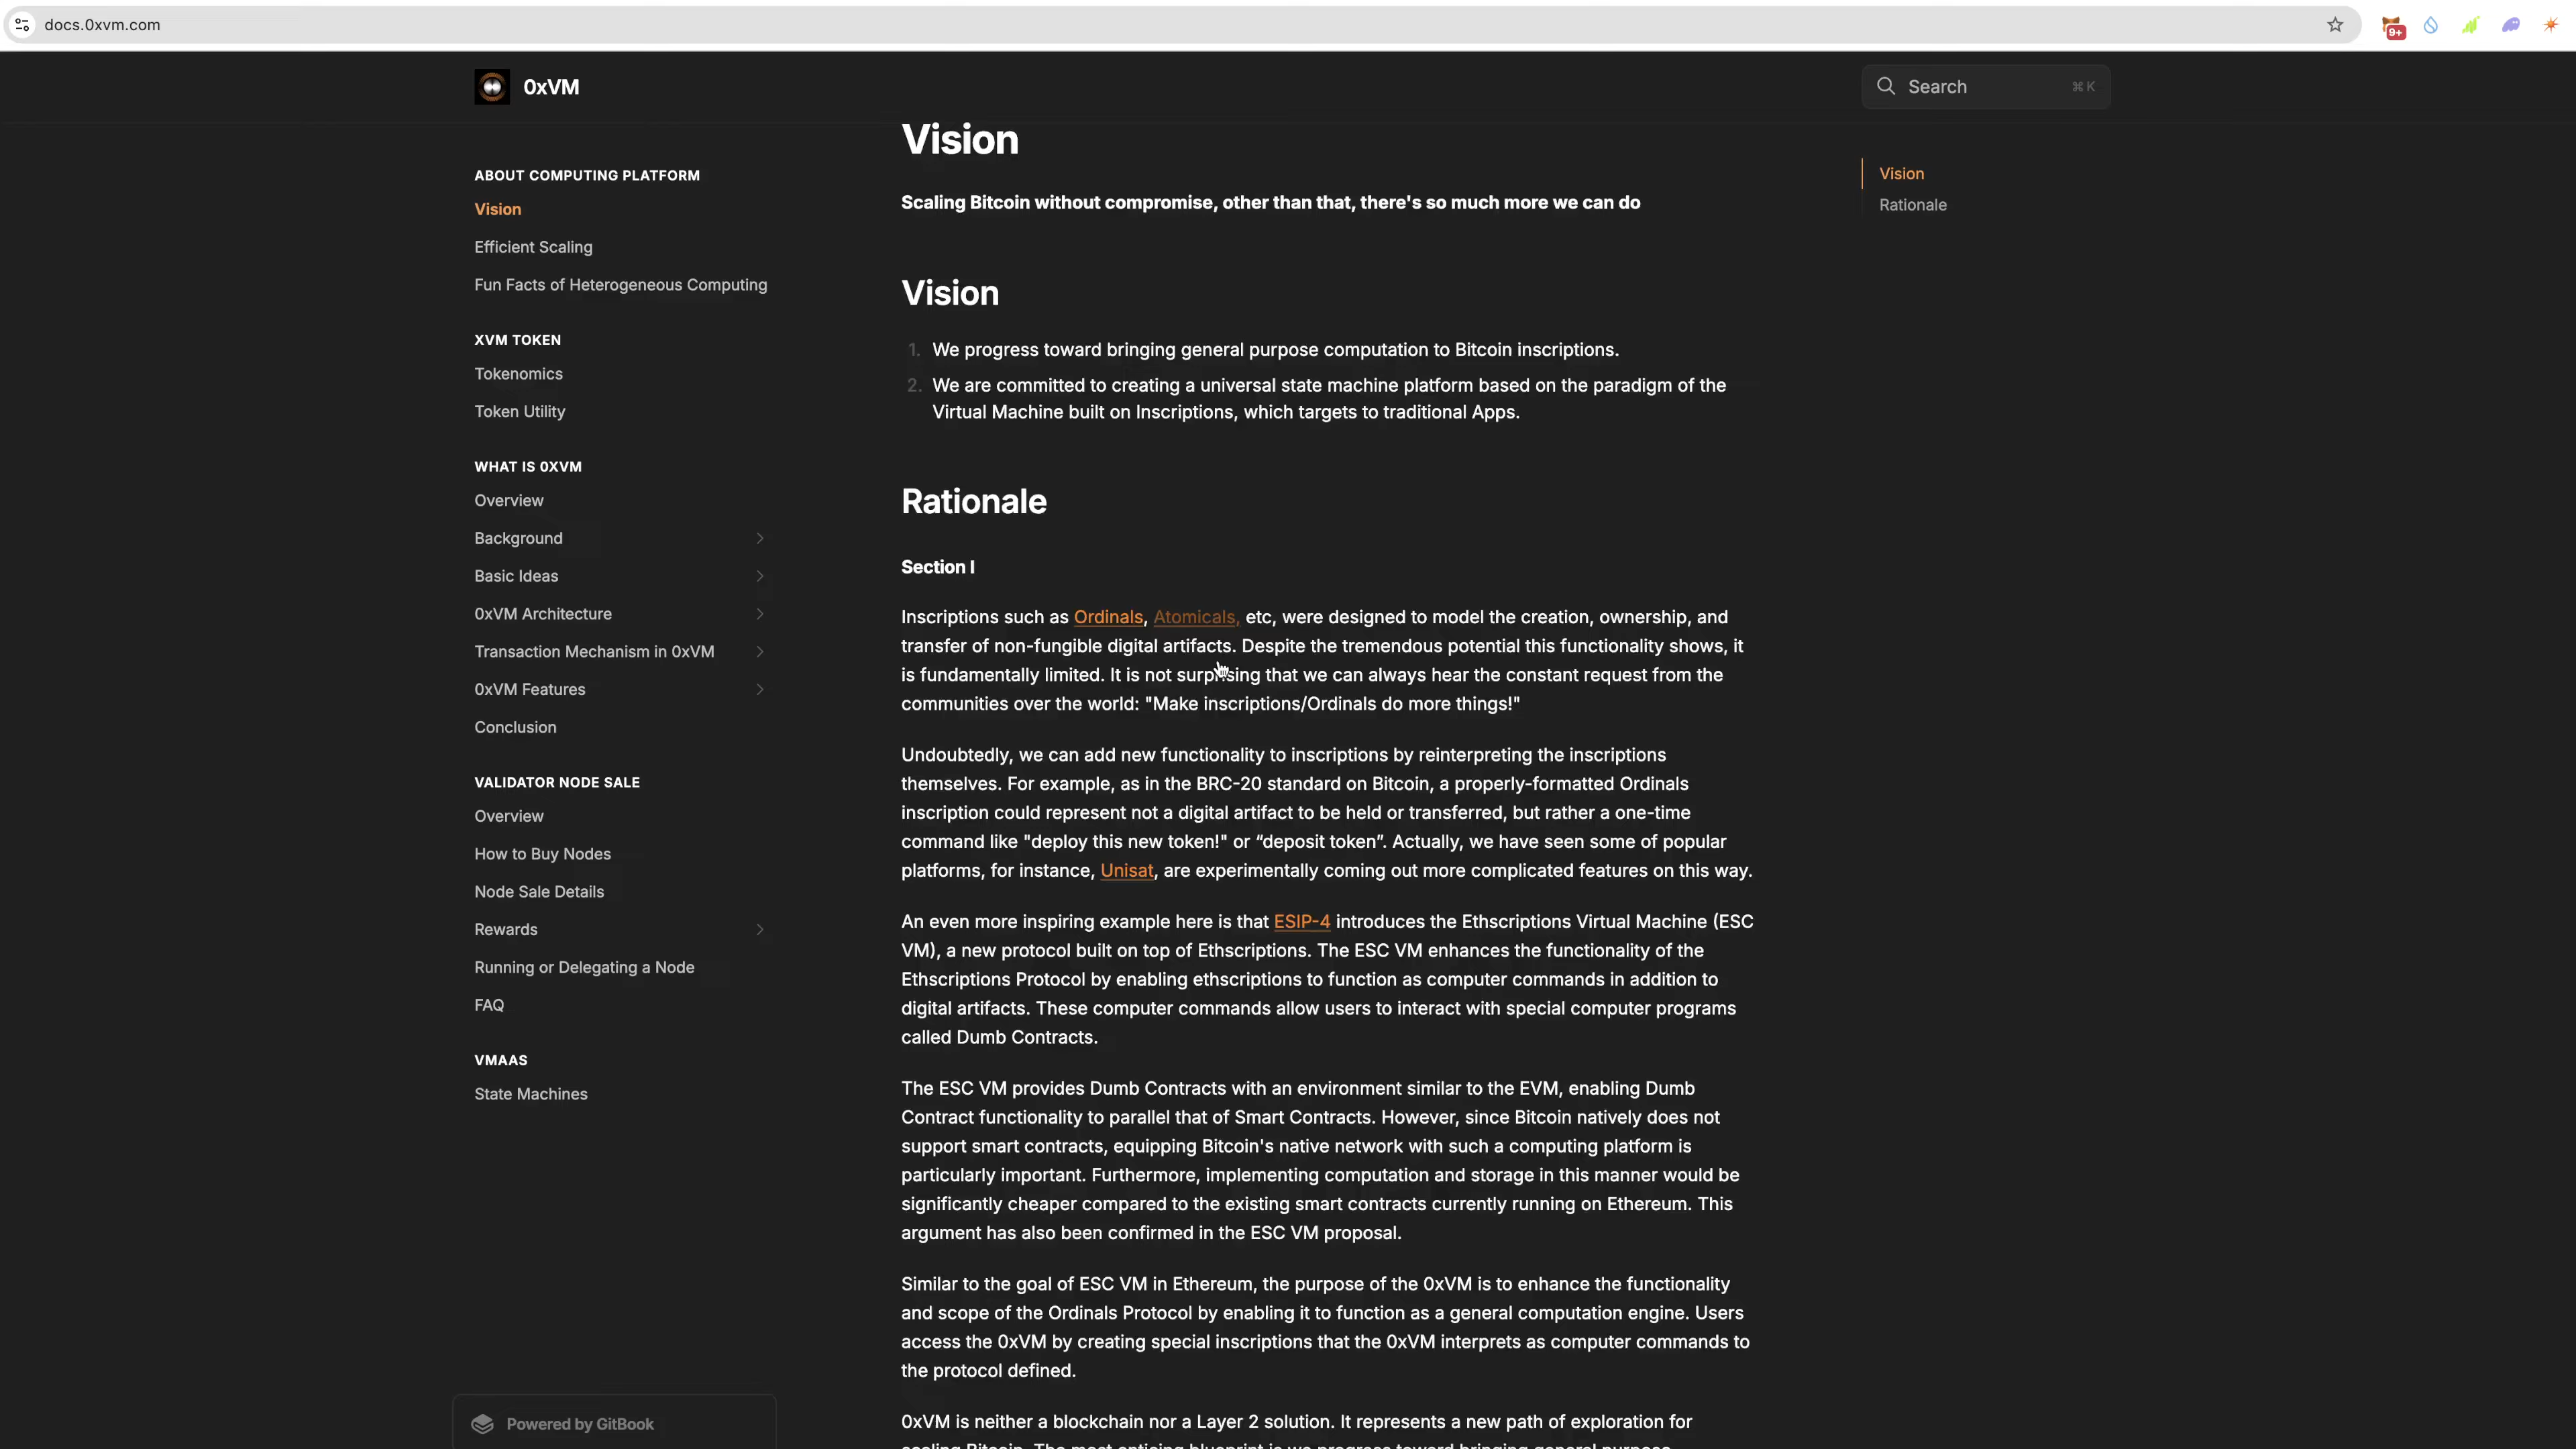 docs.0xvm.com
9+
0xVM
Search
⌘K
ABOUT COMPUTING PLATFORM
Vision
Efficient Scaling
Fun Facts of Heterogeneous Computing
XVM TOKEN
Tokenomics
Token Utility
WHAT IS 0XVM
Overview
Background
Basic Ideas
0xVM Architecture
Transaction Mechanism in 0xVM
0xVM Features
Conclusion
VALIDATOR NODE SALE
Overview
How to Buy Nodes
Node Sale Details
Rewards
Running or Delegating a Node
FAQ
VMAAS
State Machines
Powered by GitBook
Vision
Scaling Bitcoin without compromise, other than that, there's so much more we can do
Vision
1. We progress toward bringing general purpose computation to Bitcoin inscriptions.
2. We are committed to creating a universal state machine platform based on the paradigm of the
Virtual Machine built on Inscriptions, which targets to traditional Apps.
Rationale
Section I
Inscriptions such as Ordinals, Atomicals, etc, were designed to model the creation, ownership, and
transfer of non-fungible digital artifacts. Despite the tremendous potential this functionality shows, it
is fundamentally limited. It is not surprising that we can always hear the constant request from the
communities over the world: "Make inscriptions/Ordinals do more things!"
Undoubtedly, we can add new functionality to inscriptions by reinterpreting the inscriptions
themselves. For example, as in the BRC-20 standard on Bitcoin, a properly-formatted Ordinals
inscription could represent not a digital artifact to be held or transferred, but rather a one-time
command like "deploy this new token!" or “deposit token”. Actually, we have seen some of popular
platforms, for instance, Unisat, are experimentally coming out more complicated features on this way.
An even more inspiring example here is that ESIP-4 introduces the Ethscriptions Virtual Machine (ESC
VM), a new protocol built on top of Ethscriptions. The ESC VM enhances the functionality of the
Ethscriptions Protocol by enabling ethscriptions to function as computer commands in addition to
digital artifacts. These computer commands allow users to interact with special computer programs
called Dumb Contracts.
The ESC VM provides Dumb Contracts with an environment similar to the EVM, enabling Dumb
Contract functionality to parallel that of Smart Contracts. However, since Bitcoin natively does not
support smart contracts, equipping Bitcoin's native network with such a computing platform is
particularly important. Furthermore, implementing computation and storage in this manner would be
significantly cheaper compared to the existing smart contracts currently running on Ethereum. This
argument has also been confirmed in the ESC VM proposal.
Similar to the goal of ESC VM in Ethereum, the purpose of the 0xVM is to enhance the functionality
and scope of the Ordinals Protocol by enabling it to function as a general computation engine. Users
access the 0xVM by creating special inscriptions that the 0xVM interprets as computer commands to
the protocol defined.
0xVM is neither a blockchain nor a Layer 2 solution. It represents a new path of exploration for
Vision
Rationale